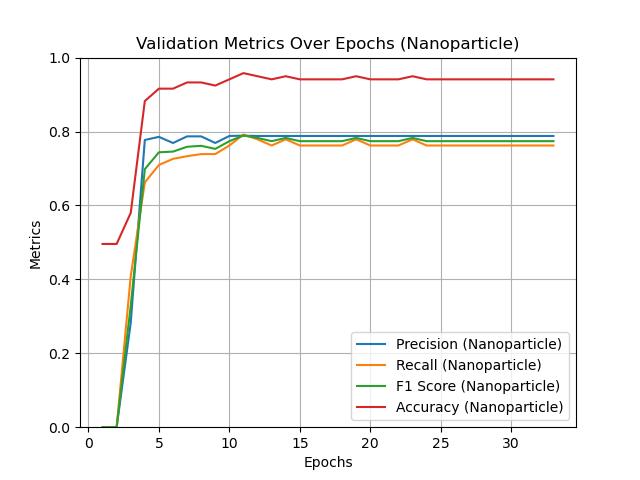 Validation Metrics Over Epochs (Nanoparticle)
1.0
0.8
0.6
0.4
0.2
0.0
Metrics
0 5 10 15 20 25 30
Epochs
Precision (Nanoparticle)
Recall (Nanoparticle)
F1 Score (Nanoparticle)
Accuracy (Nanoparticle)